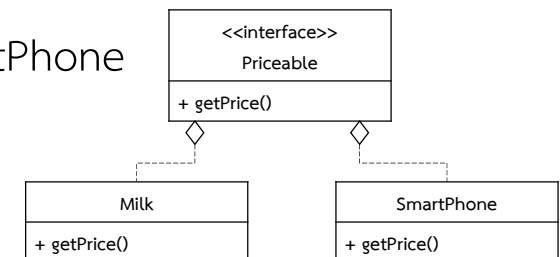 tPhone
<<interface>>
Priceable
+ getPrice()
Milk
SmartPhone
+ getPrice()
+ getPrice()